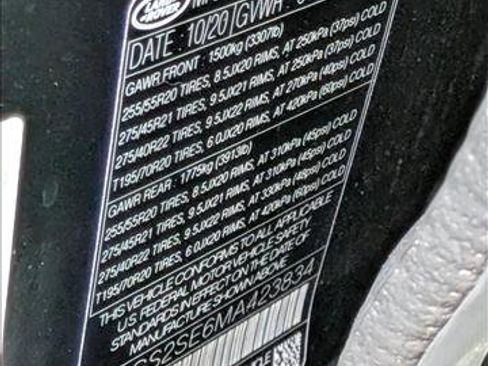 LAND
ROVER
DATE : 10/20 GVWR
GAWR FRONT : 1500kg (3307lb)
255/55R20 TIRES, 8.5JX20 RIMS, AT 250kPa (37psi) COLD
275/45R21 TIRES, 9.5JX21 RIMS, AT 250kPa (37psi) COLD
275/40R22 TIRES, 9.5JX22 RIMS, AT 270kPa (40psi) COLD
T195/70R20 TIRES, 6.0JX20 RIMS, AT 420kPa (60psi) COLD
GAWR REAR : 1775kg (3913lb)
255/55R20 TIRES, 8.5JX20 RIMS, AT 310kPa (45psi) COLD
275/45R21 TIRES, 9.5JX21 RIMS, AT 310kPa (45psi) COLD
275/40R22 TIRES, 9.5JX22 RIMS, AT 330kPa (48psi) COLD
T195/70R20 TIRES, 6.0JX20 RIMS, AT 420kPa (60psi) COLD
THIS VEHICLE CONFORMS TO ALL APPLICABLE
U.S. FEDERAL MOTOR VEHICLE SAFETY
STANDARDS IN EFFECT ON THE DATE OF
MANUFACTURE SHOWN ABOVE
S2SE6MA423834